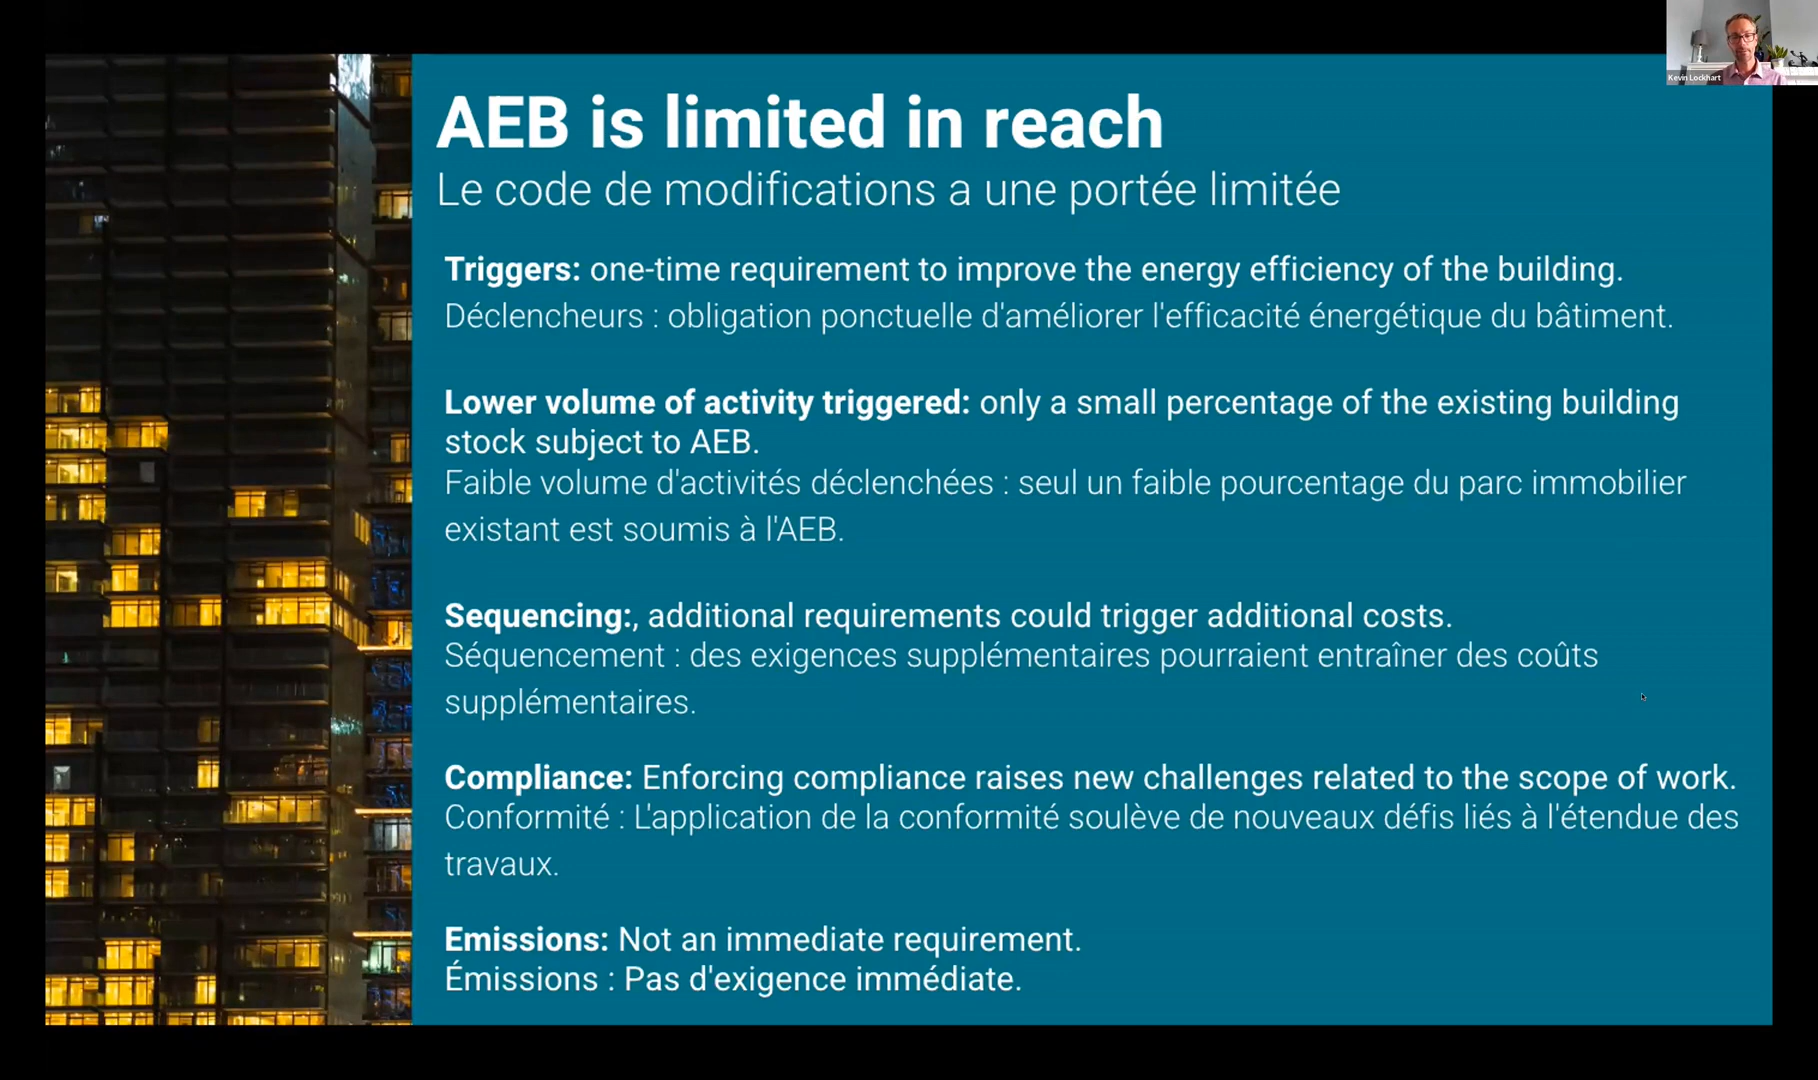 Kevin Lockhart
AEB is limited in reach
Le code de modifications a une portée limitée
Triggers: one-time requirement to improve the energy efficiency of the building.
Déclencheurs : obligation ponctuelle d'améliorer l'efficacité énergétique du bâtiment.
Lower volume of activity triggered: only a small percentage of the existing building
stock subject to AEB.
Faible volume d'activités déclenchées : seul un faible pourcentage du parc immobilier
existant est soumis à l'AEB.
Sequencing:, additional requirements could trigger additional costs.
Séquencement : des exigences supplémentaires pourraient entraîner des coûts
supplémentaires.
Compliance: Enforcing compliance raises new challenges related to the scope of work.
Conformité : L'application de la conformité soulève de nouveaux défis liés à l'étendue des
travaux.
Emissions: Not an immediate requirement.
Émissions : Pas d'exigence immédiate.